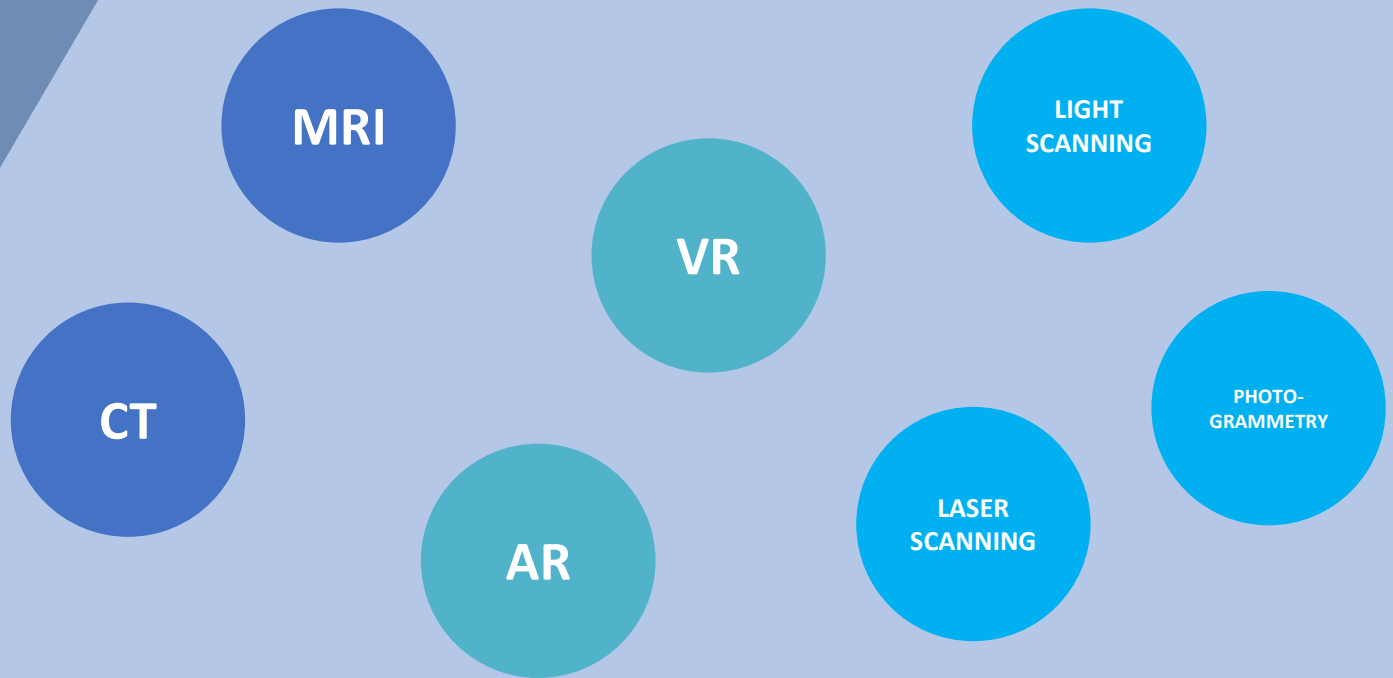 MRI
LIGHT
SCANNING
VR
CT
PHOTO-
GRAMMETRY
LASER
SCANNING
AR